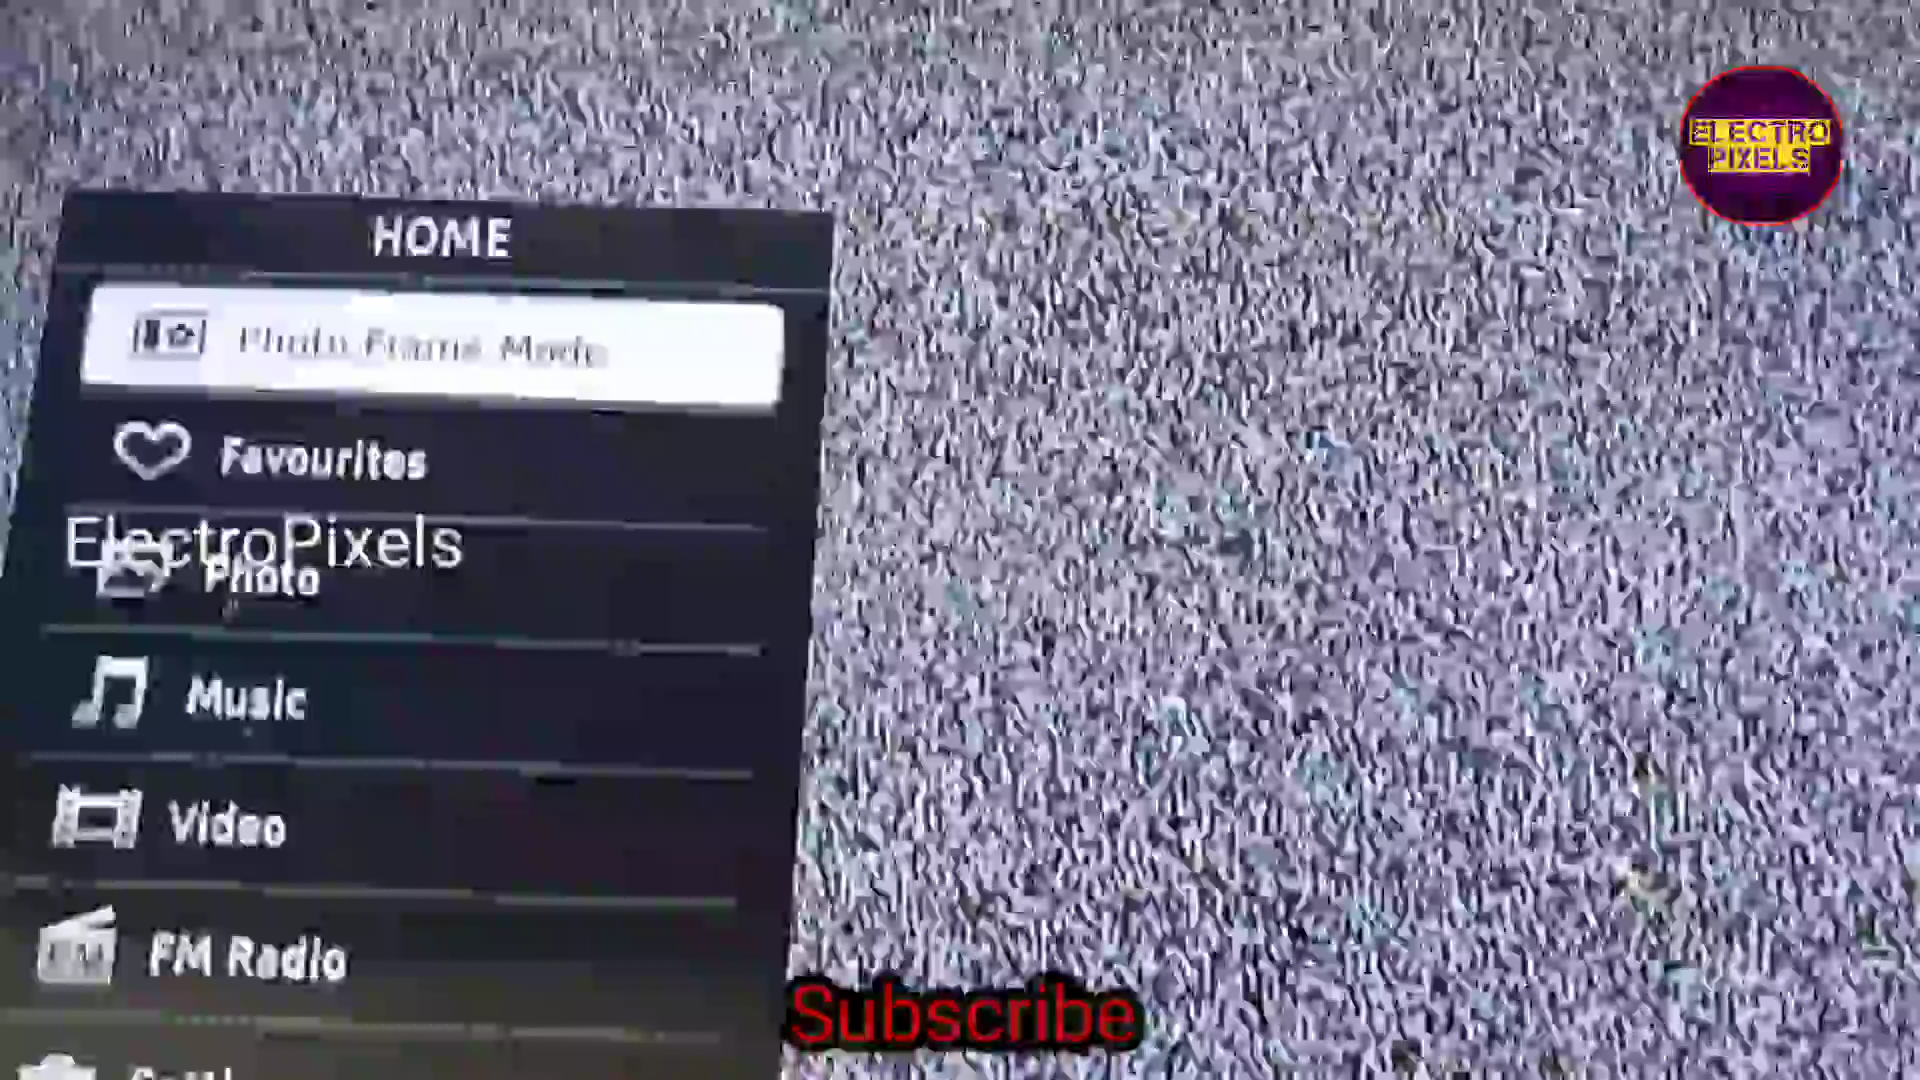 ELECTRO
PIXELS
HOME
Photo Frame Mode
Favourites
ElectroPixels
Photo
Music
Video
FM Radio
Subscribe